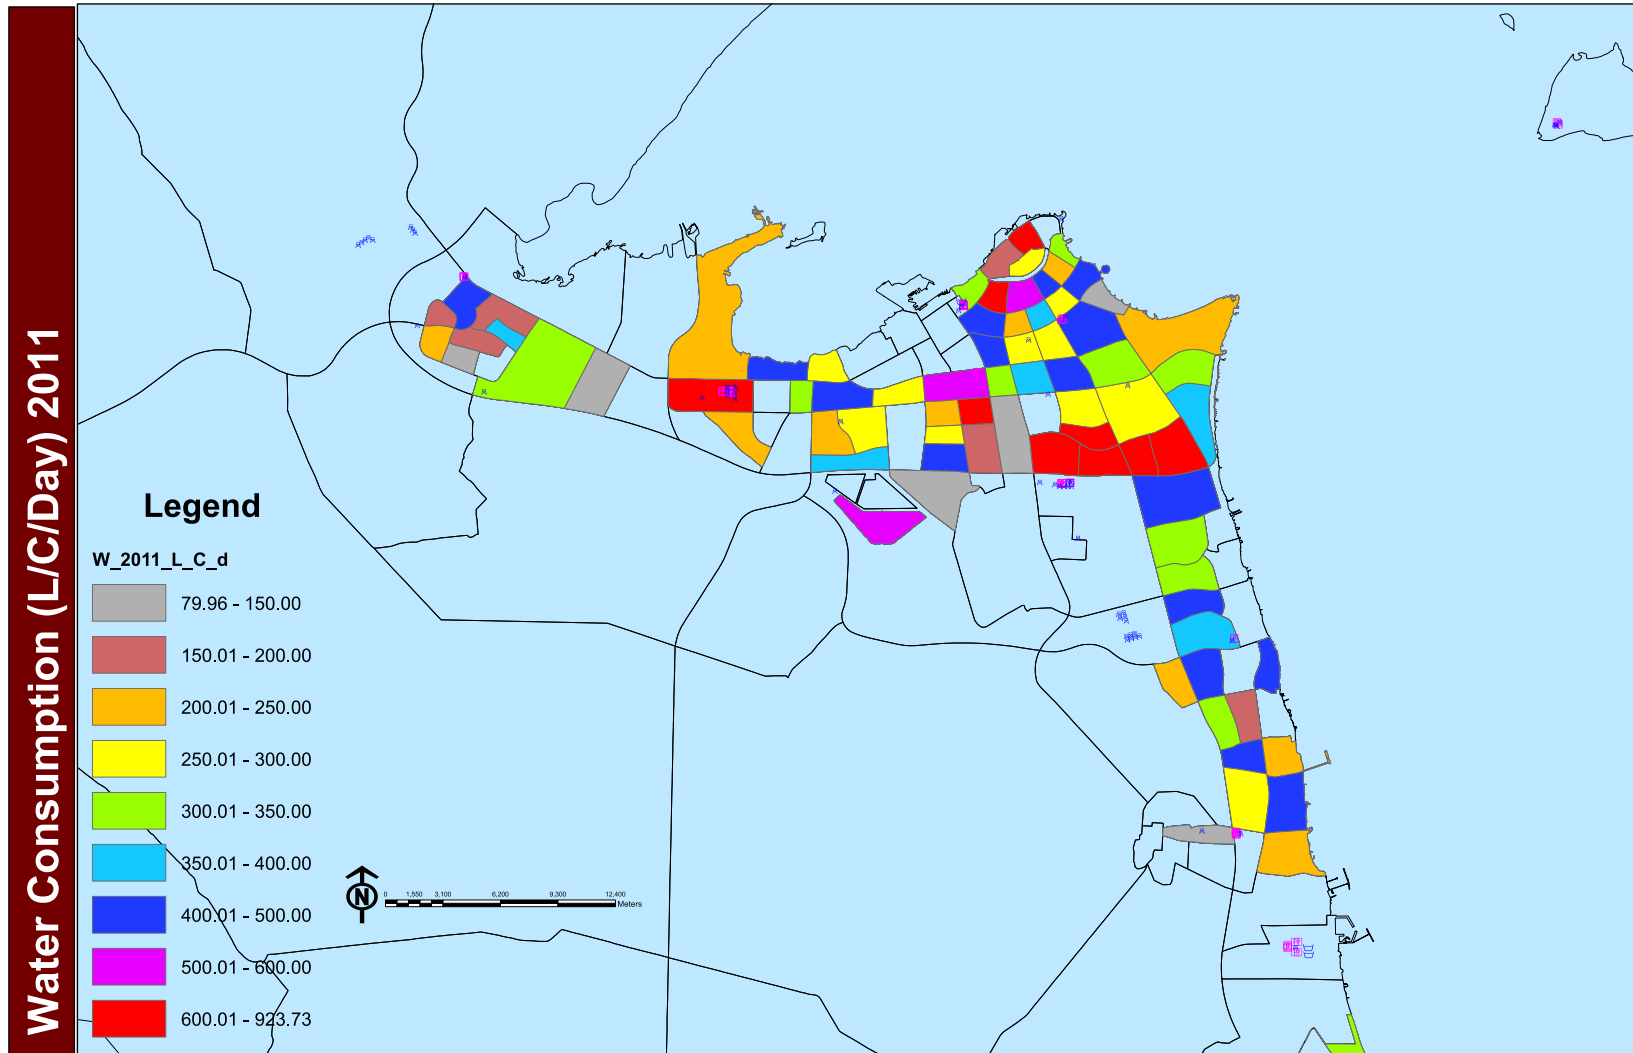 Water Consumption (L/C/Day) 2011
Legend
W_2011_L_C_d
79.96 - 150.00
150.01 - 200.00
200.01 - 250.00
250.01 - 300.00
300.01 - 350.00
350.01 - 400.00
400.01 - 500.00
500.01 - 600.00
600.01 - 923.73
N
0 1,550 3,100 6,200 9,300 12,400
Meters